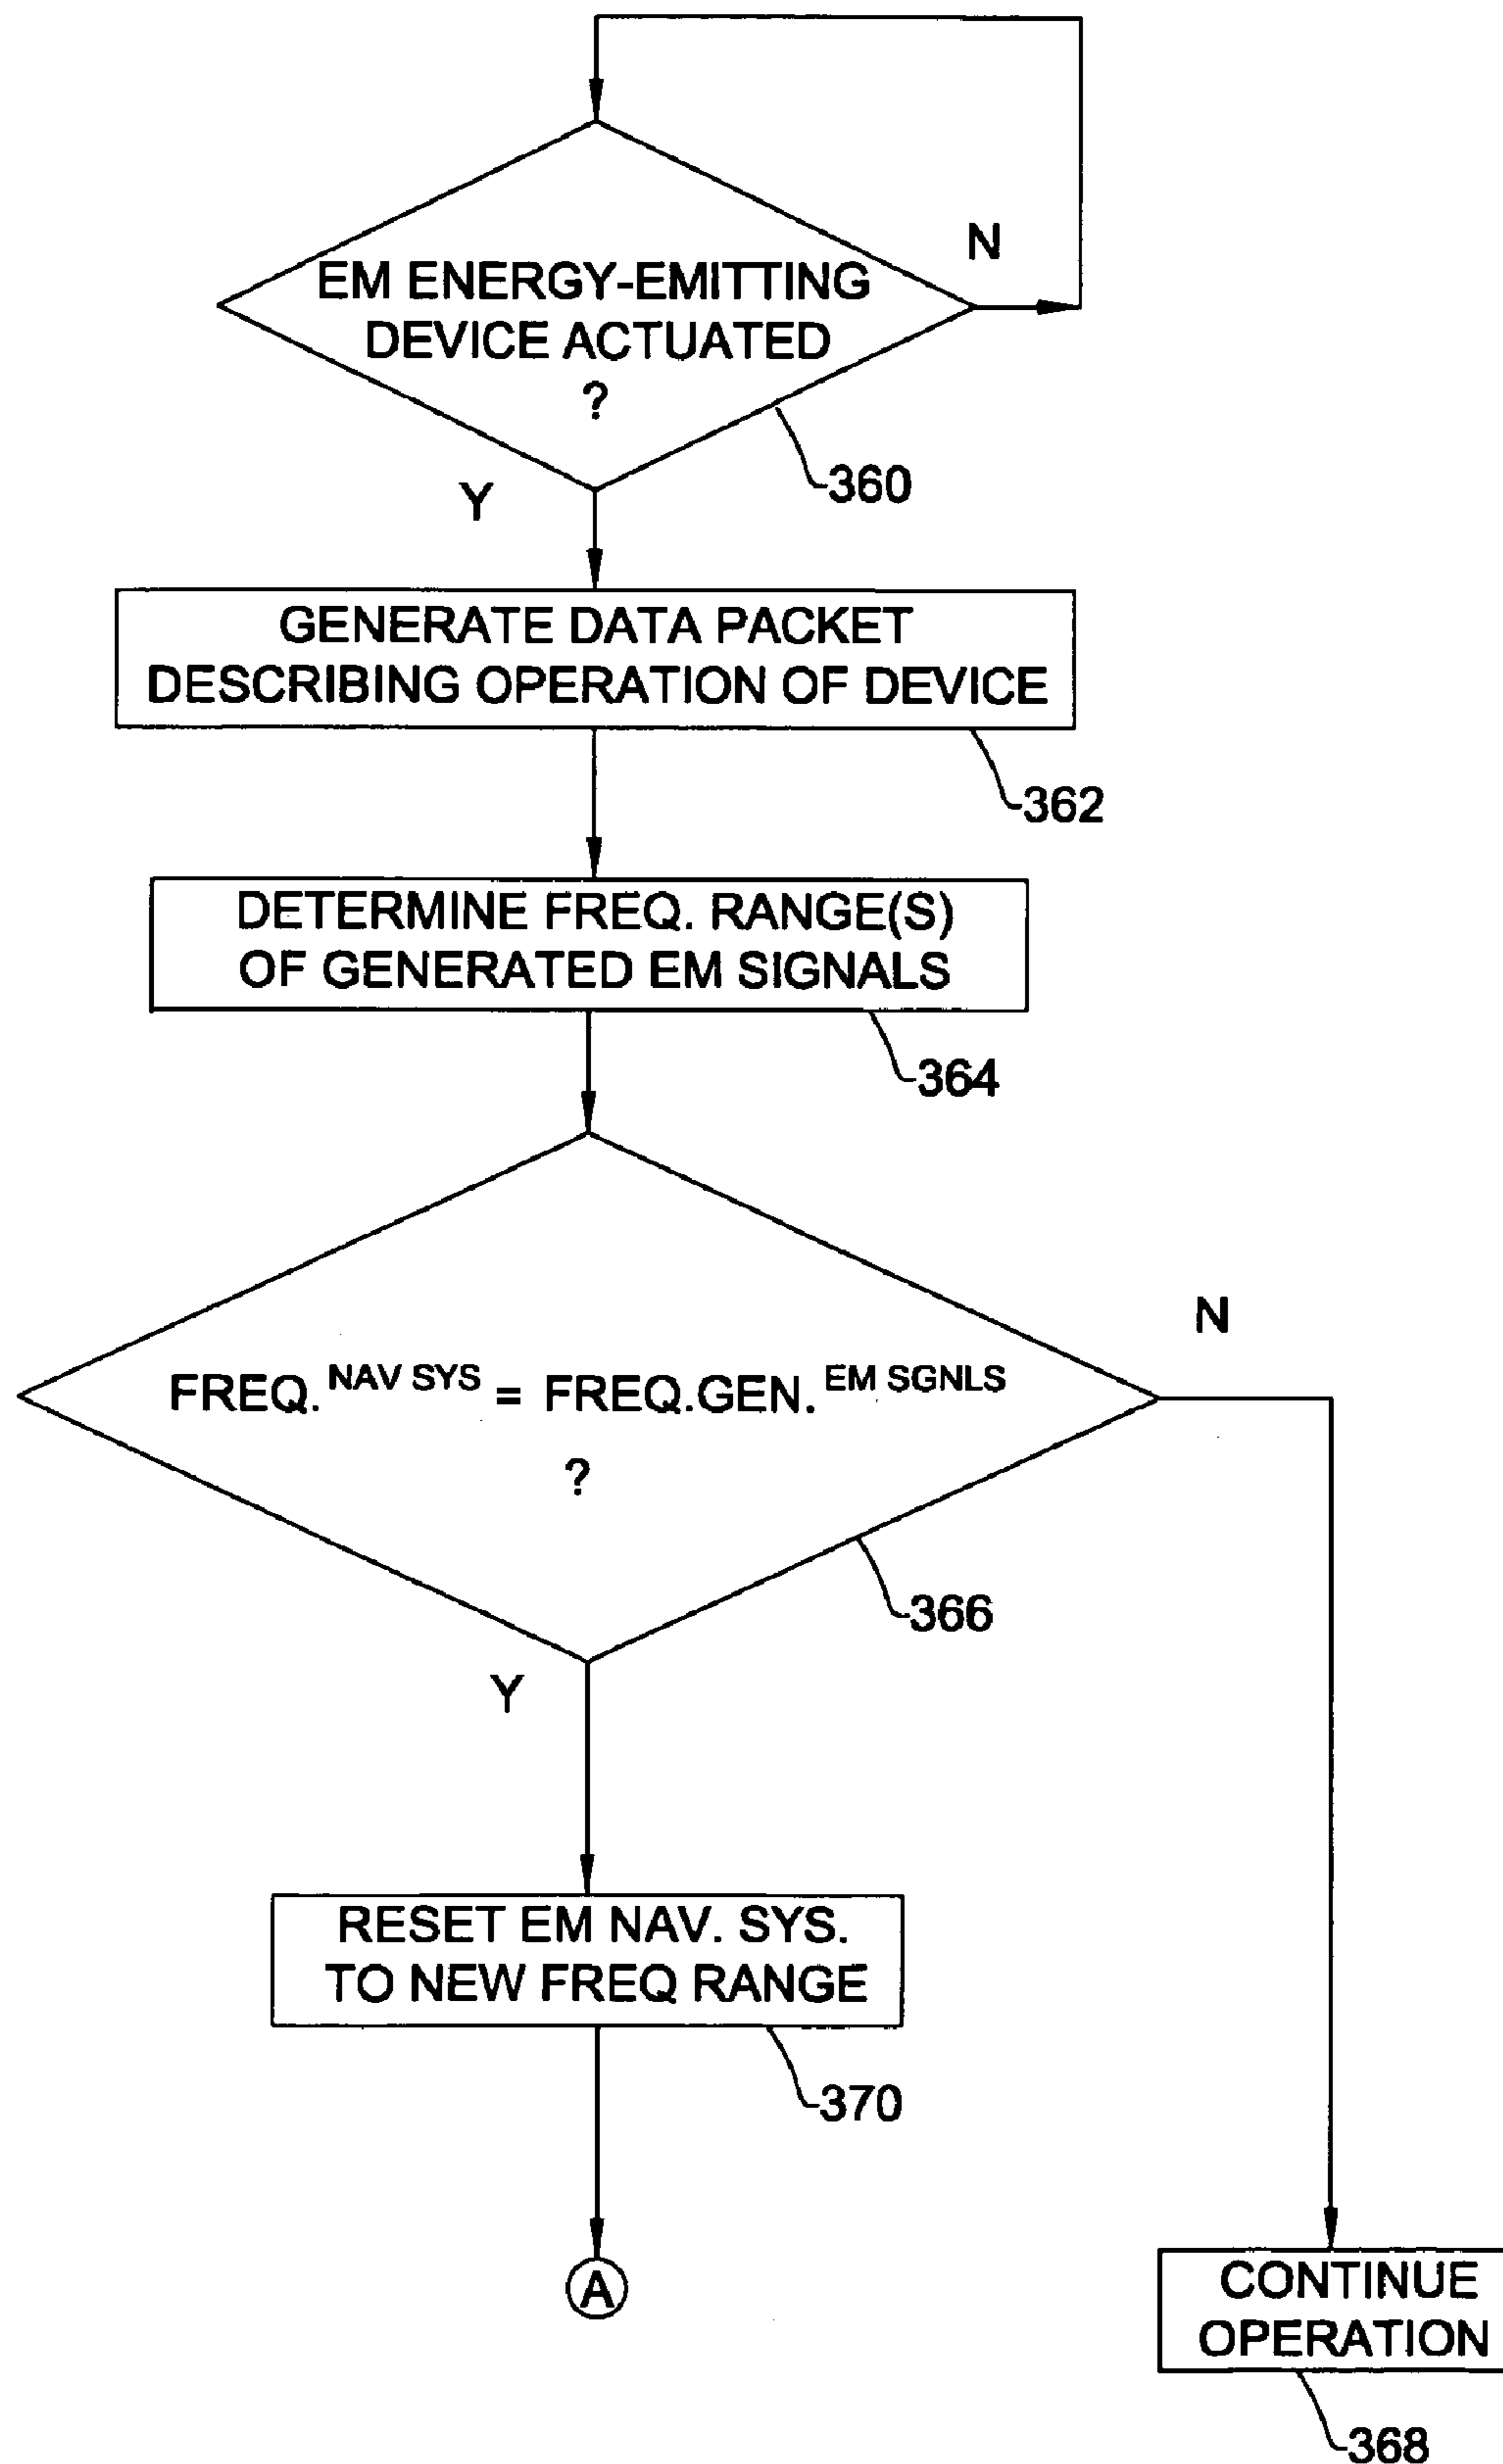 N
EM ENERGY-EMITTING
DEVICE ACTUATED
?
360
Y
GENERATE DATA PACKET
DESCRIBING OPERATION OF DEVICE
362
DETERMINE FREQ. RANGE(S)
OF GENERATED EM SIGNALS
364
N
FREQ. NAV SYS = FREQ.GEN. EM SGNLS
?
366
Y
RESET EM NAV. SYS.
TO NEW FREQ RANGE
370
A
CONTINUE
OPERATION
368